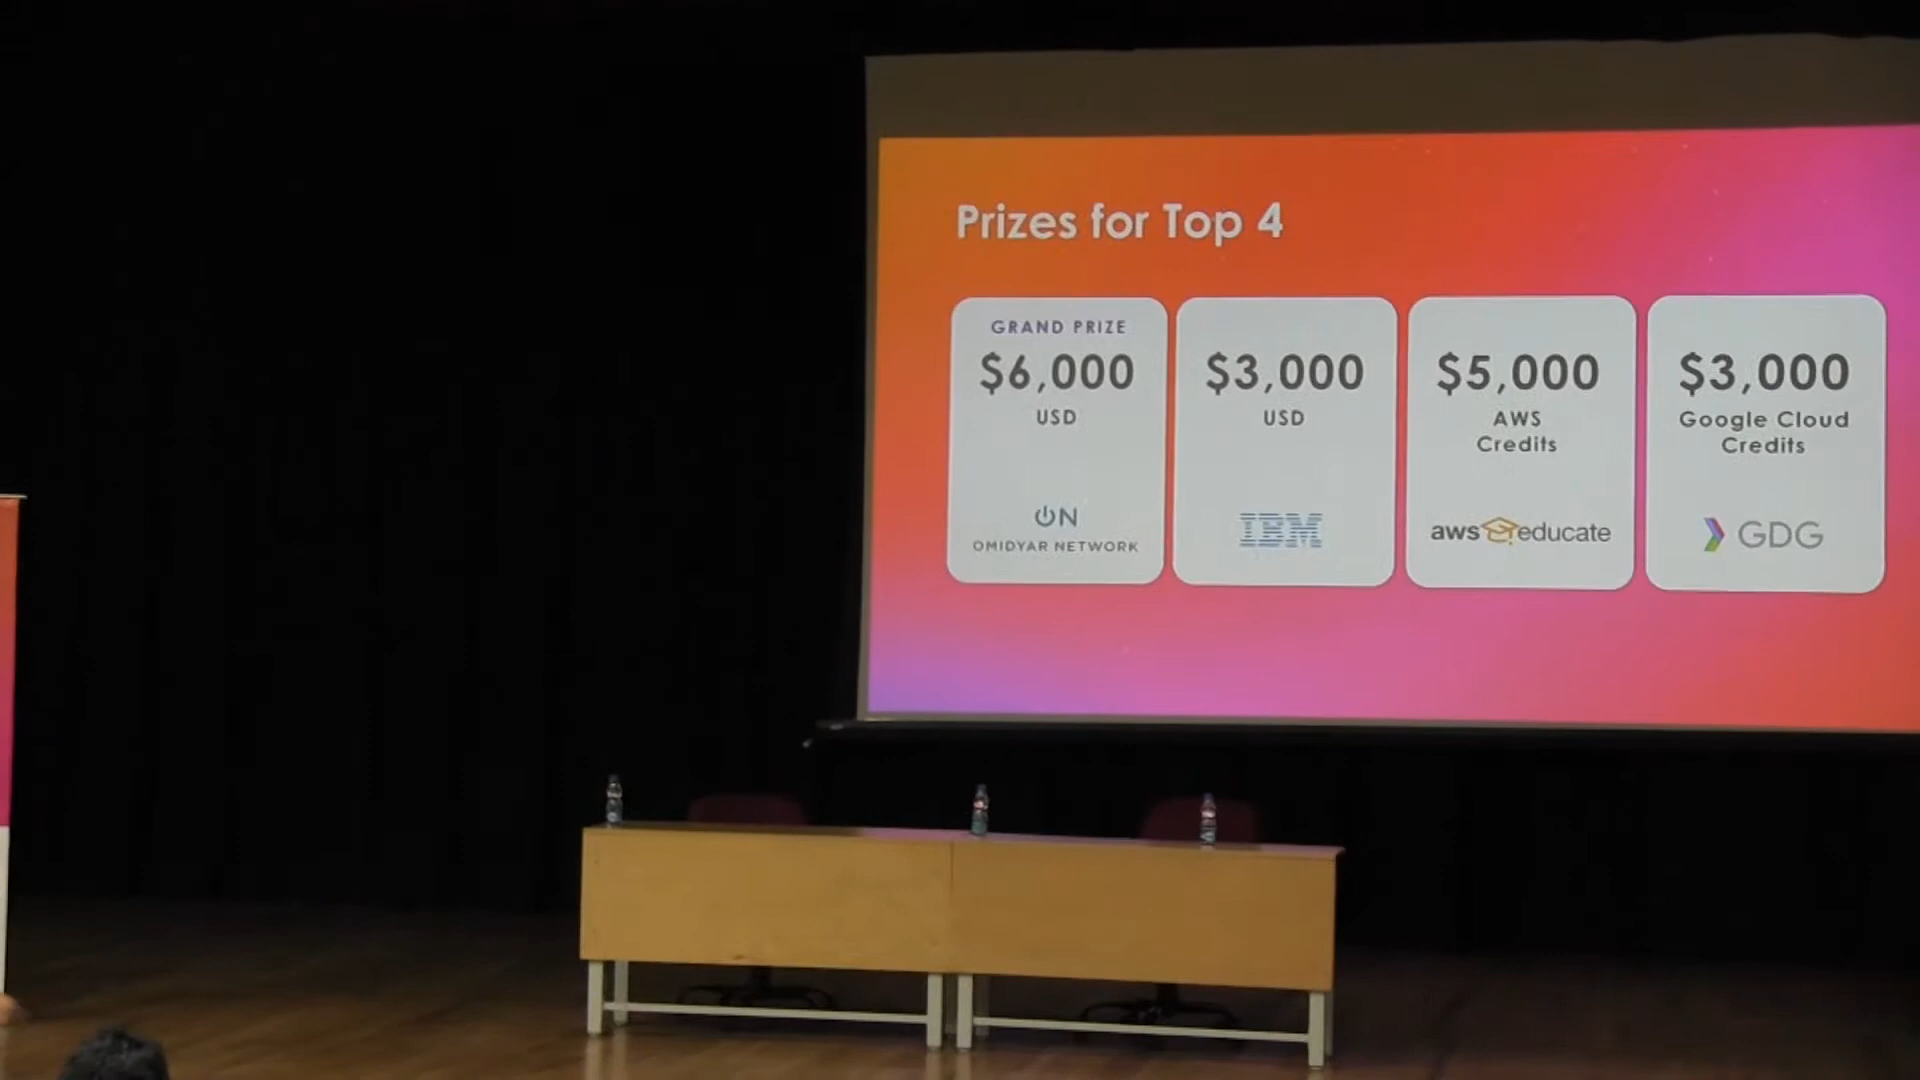 Prizes for Top 4
GRAND PRIZE
$6,000
USD
ON
OMIDYAR NETWORK
$3,000
USD
IBM
$5,000
AWS
Credits
aws educate
$3,000
Google Cloud
Credits
GDG